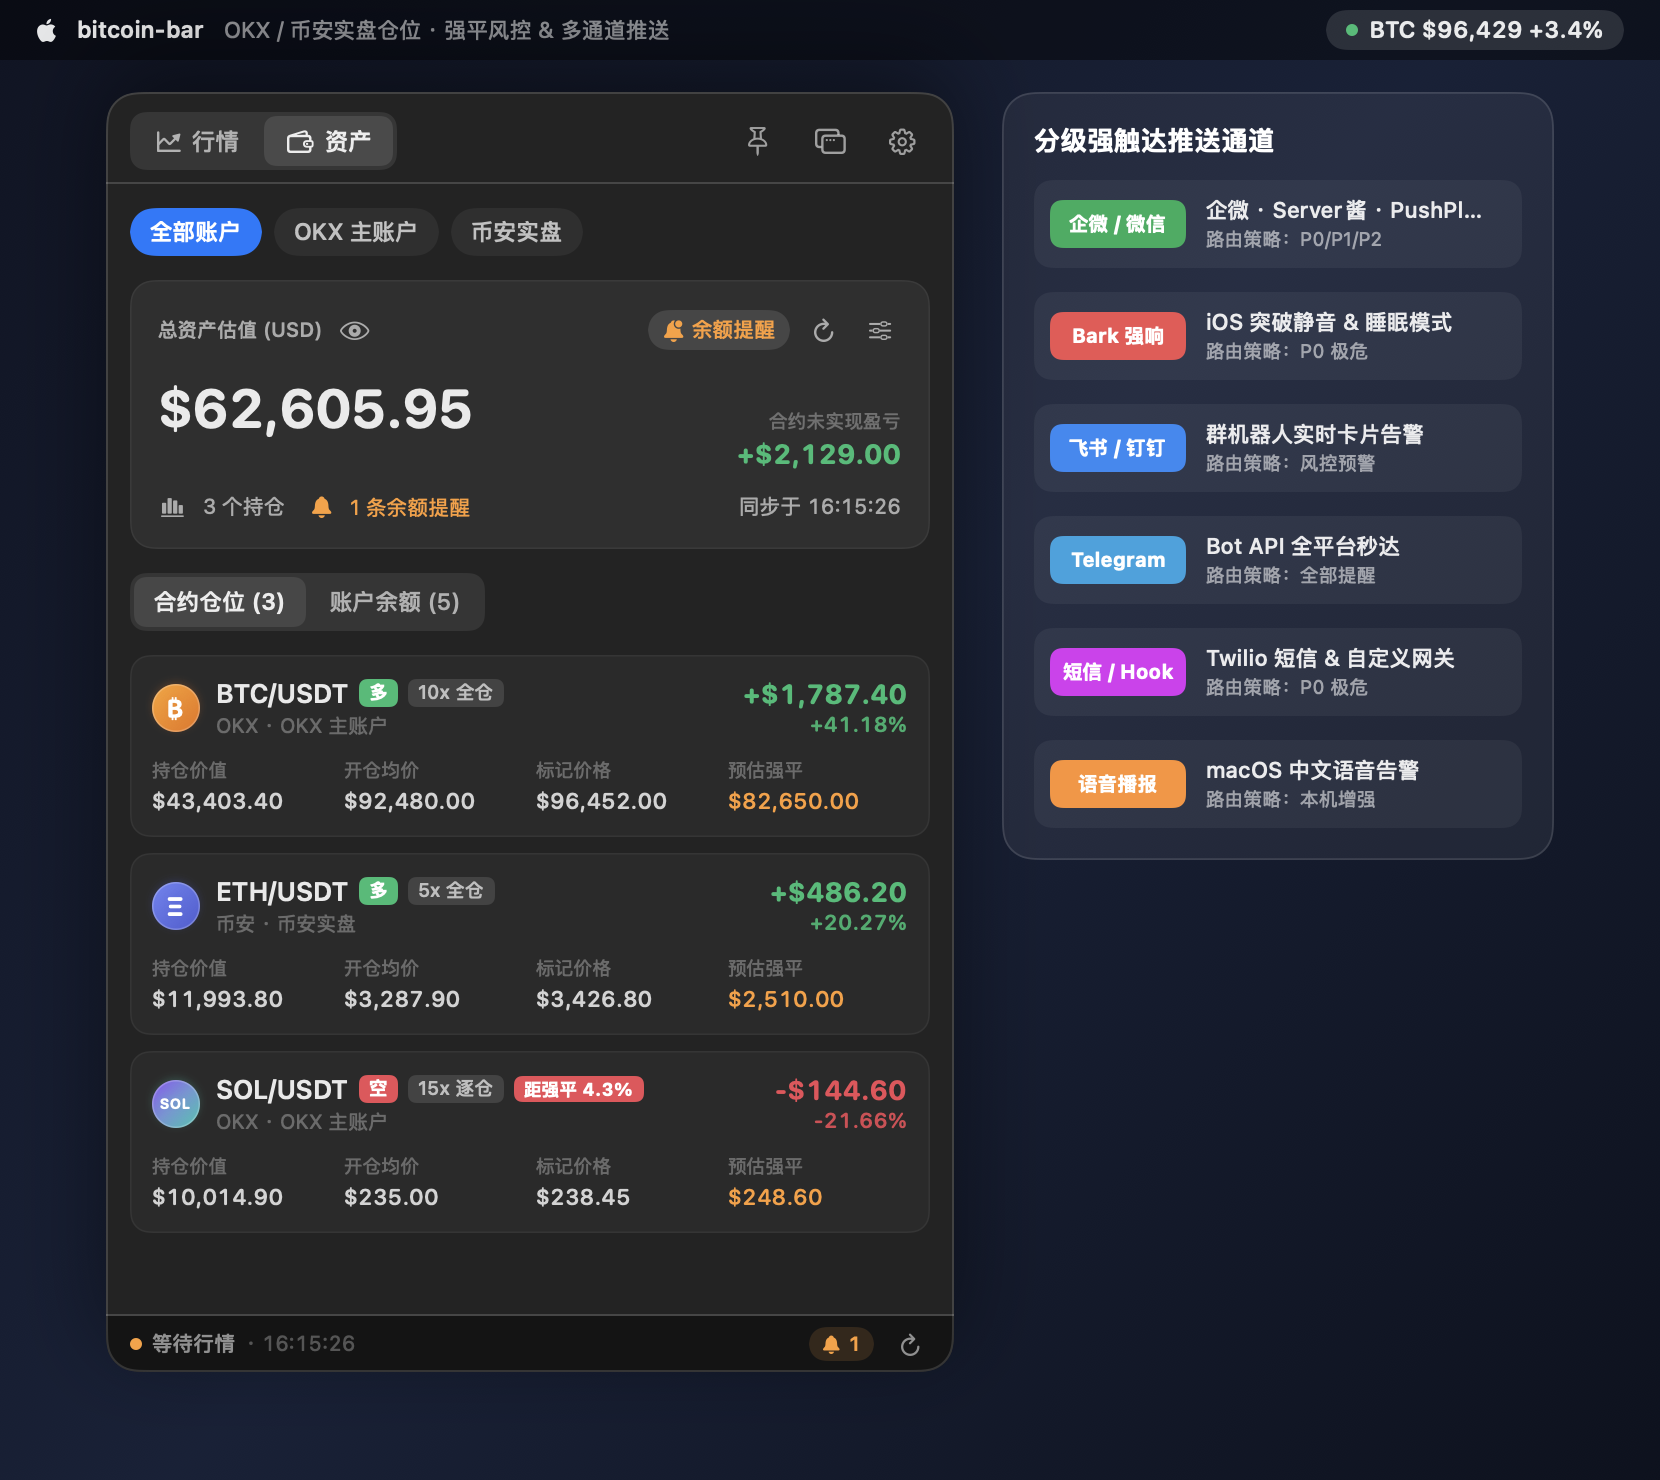 bitcoin-bar OKX / 币安实盘仓位 · 强平风控 & 多通道推送
BTC $96,429 +3.4%
行情 资产
全部账户 OKX 主账户 币安实盘
总资产估值 (USD) 余额提醒
$62,605.95
合约未实现盈亏
+$2,129.00
3 个持仓 1 条余额提醒 同步于 16:15:26
合约仓位 (3) 账户余额 (5)
BTC/USDT 多 10x 全仓 +$1,787.40
OKX · OKX 主账户 +41.18%
持仓价值 开仓均价 标记价格 预估强平
$43,403.40 $92,480.00 $96,452.00 $82,650.00
ETH/USDT 多 5x 全仓 +$486.20
币安 · 币安实盘 +20.27%
持仓价值 开仓均价 标记价格 预估强平
$11,993.80 $3,287.90 $3,426.80 $2,510.00
SOL SOL/USDT 空 15x 逐仓 距强平 4.3% -$144.60
OKX · OKX 主账户 -21.66%
持仓价值 开仓均价 标记价格 预估强平
$10,014.90 $235.00 $238.45 $248.60
等待行情 · 16:15:26 1
分级强触达推送通道
企微 / 微信
企微 · Server酱 · PushPl...
路由策略：P0/P1/P2
Bark 强响
iOS 突破静音 & 睡眠模式
路由策略：P0 极危
飞书 / 钉钉
群机器人实时卡片告警
路由策略：风控预警
Telegram
Bot API 全平台秒达
路由策略：全部提醒
短信 / Hook
Twilio 短信 & 自定义网关
路由策略：P0 极危
语音播报
macOS 中文语音告警
路由策略：本机增强